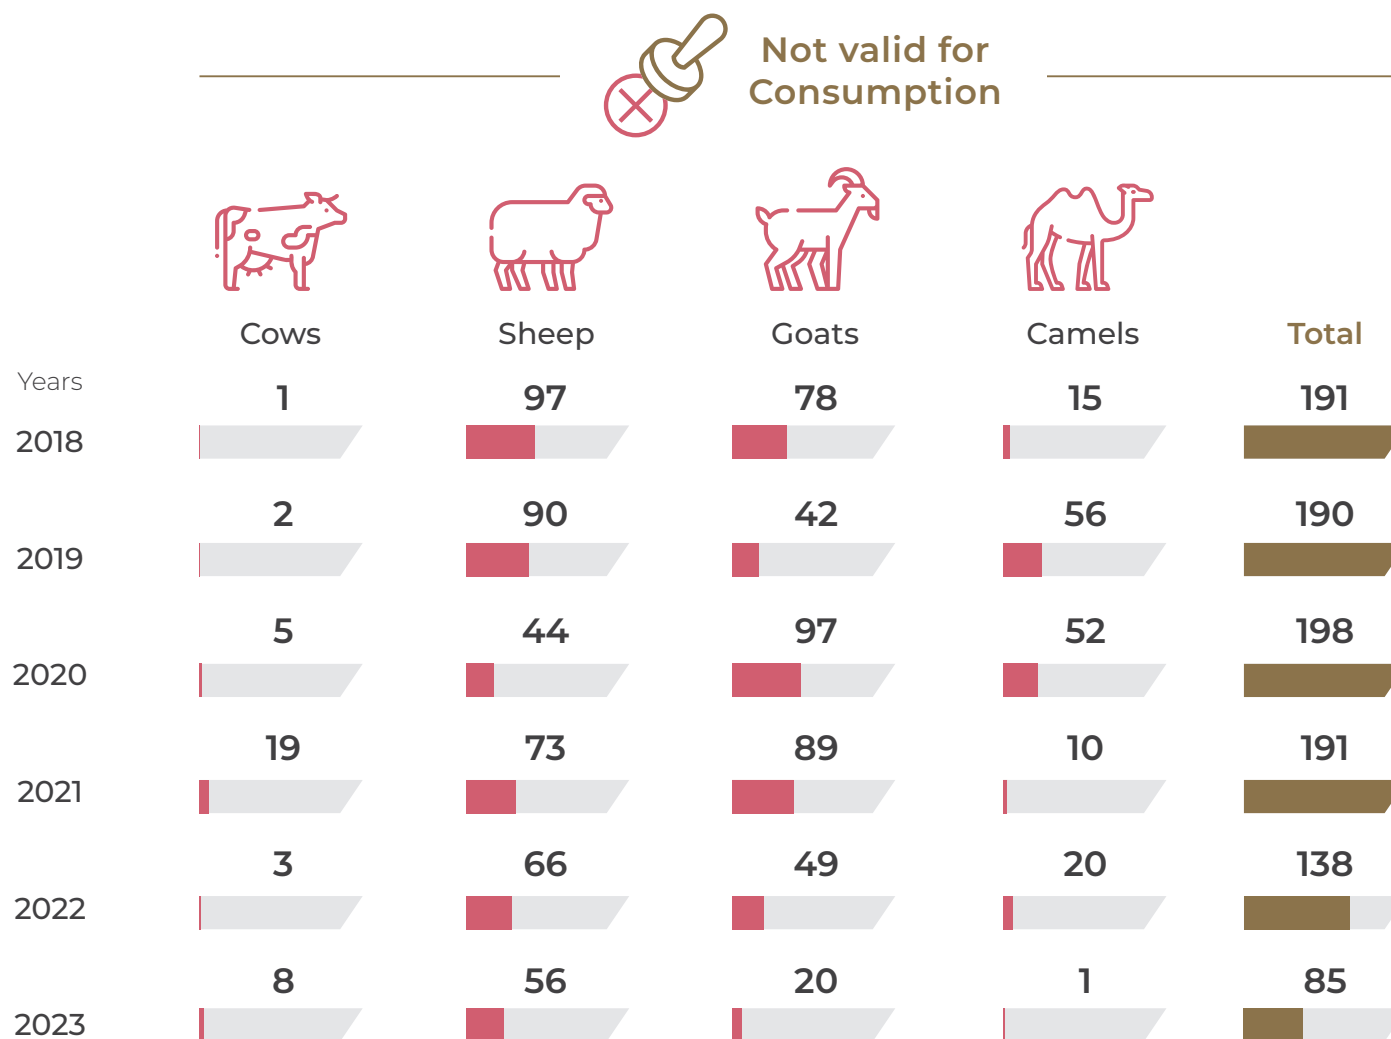 Not valid for
Consumption
Cows Sheep Goats Camels Total
Years
1 97 78 15 191
2018
2 90 42 56 190
2019
5 44 97 52 198
2020
19 73 89 10 191
2021
3 66 49 20 138
2022
8 56 20 1 85
2023